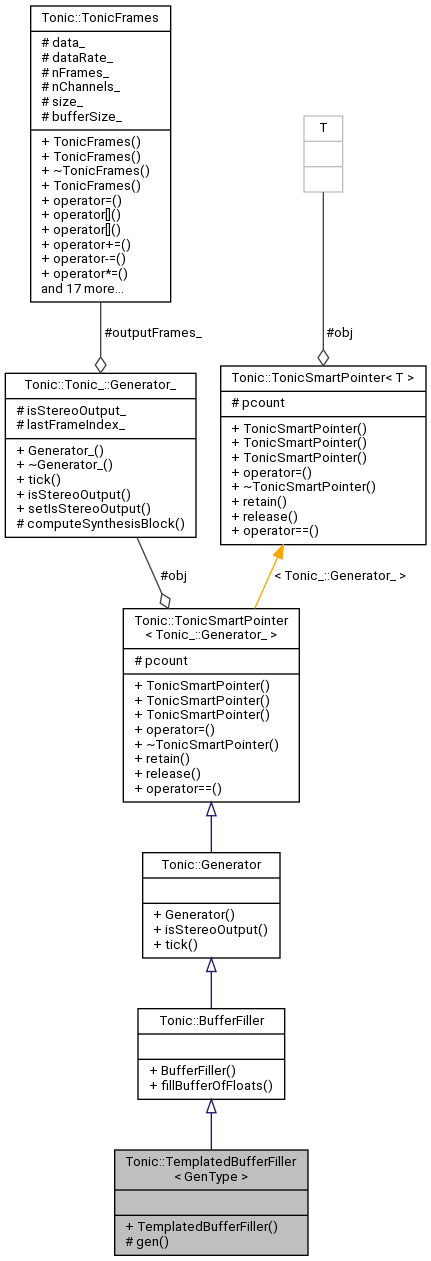 Tonic::TonicFrames
# data_
# dataRate_
# nFrames_
# nChannels_
# size_
# bufferSize_
+ TonicFrames()
+ TonicFrames()
+ ~TonicFrames()
+ TonicFrames()
+ operator=()
+ operator[]()
+ operator[]()
+ operator+=()
+ operator-=()
+ operator*=()
and 17 more...
T
#outputFrames_
#obj
Tonic::Tonic_::Generator_
# isStereoOutput_
# lastFrameIndex_
+ Generator_()
+ ~Generator_()
+ tick()
+ isStereoOutput()
+ setIsStereoOutput()
# computeSynthesisBlock()
Tonic::TonicSmartPointer< T >
# pcount
+ TonicSmartPointer()
+ TonicSmartPointer()
+ TonicSmartPointer()
+ operator=()
+ ~TonicSmartPointer()
+ retain()
+ release()
+ operator==()
#obj
< Tonic_::Generator_ >
Tonic::TonicSmartPointer
< Tonic_::Generator_ >
# pcount
+ TonicSmartPointer()
+ TonicSmartPointer()
+ TonicSmartPointer()
+ operator=()
+ ~TonicSmartPointer()
+ retain()
+ release()
+ operator==()
Tonic::Generator
+ Generator()
+ isStereoOutput()
+ tick()
Tonic::BufferFiller
+ BufferFiller()
+ fillBufferOfFloats()
Tonic::TemplatedBufferFiller
< GenType >
+ TemplatedBufferFiller()
# gen()